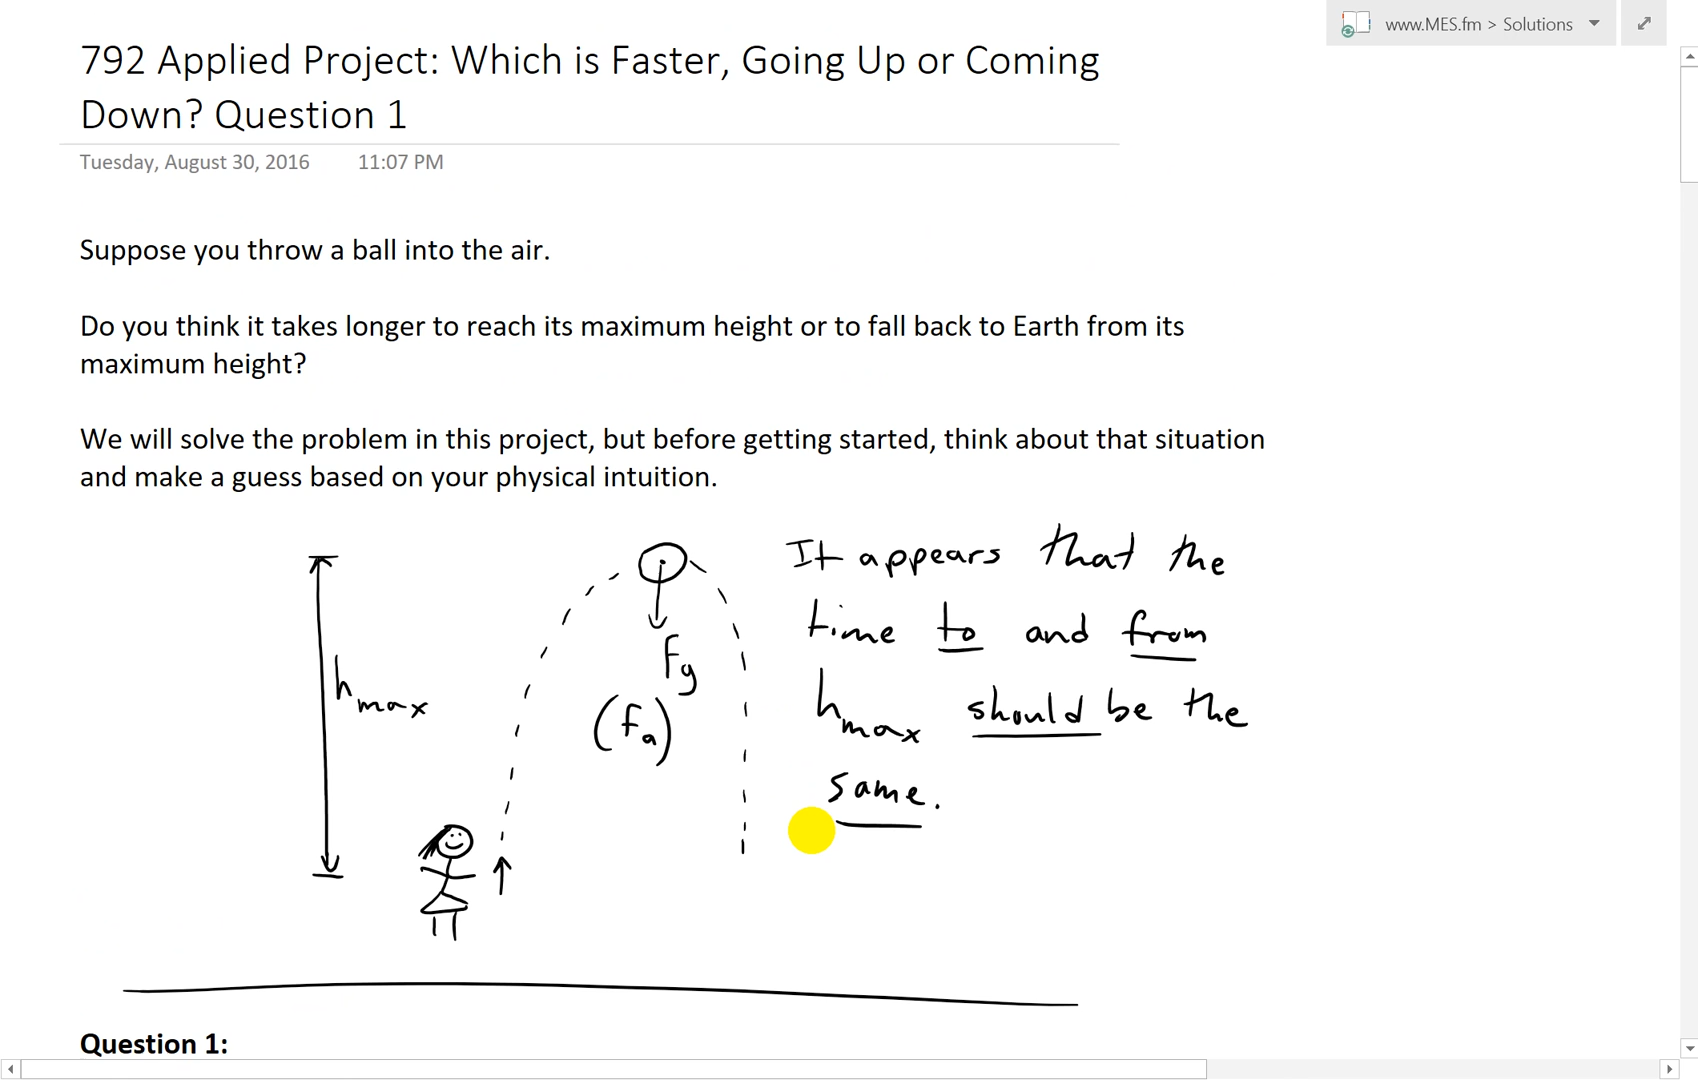 www.MES.fm > Solutions
792 Applied Project: Which is Faster, Going Up or Coming
Down? Question 1
Tuesday, August 30, 2016 11:07 PM
Suppose you throw a ball into the air.
Do you think it takes longer to reach its maximum height or to fall back to Earth from its
maximum height?
We will solve the problem in this project, but before getting started, think about that situation
and make a guess based on your physical intuition.
It appears that the
time to and from
hmax should be the
same.
hmax
Fg
(Fa)
Question 1: